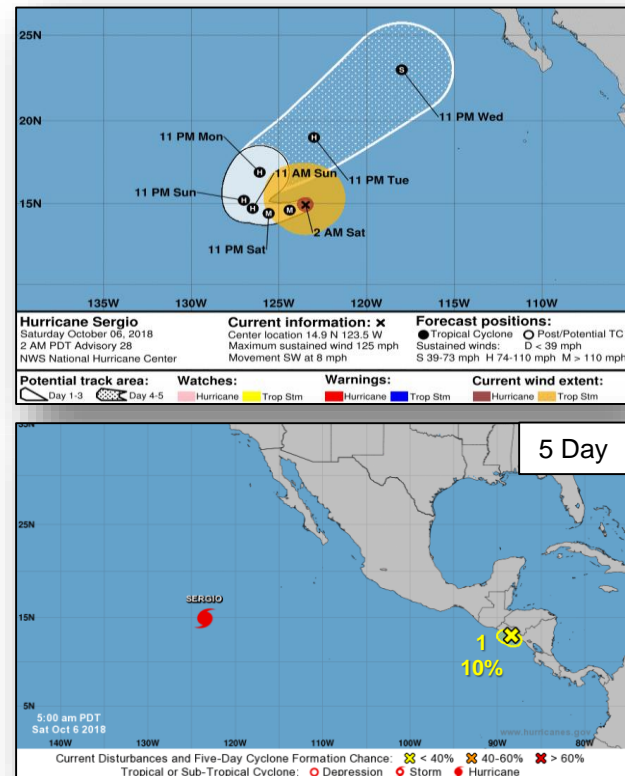 25N
20N
15N
11 PM Wed
11 PM Mon
11 AM Sun
11 PM Tue
11 PM Sun
11 PM Sat
2 AM Sat
S
H
H
H
H
H
M
M
135W 130W 125W 120W 115W 110W
Hurricane Sergio
Saturday October 06, 2018
2 AM PDT Advisory 28
NWS National Hurricane Center
Current information: ×
Center location 14.9 N 123.5 W
Maximum sustained wind 125 mph
Movement SW at 8 mph
Forecast positions:
Tropical Cyclone Post/Potential TC
Sustained winds: D < 39 mph
S 39-73 mph H 74-110 mph M > 110 mph
Potential track area:
Day 1-3 Day 4-5
Watches:
Hurricane Trop Stm
Warnings:
Hurricane Trop Stm
Current wind extent:
Hurricane Trop Stm
5 Day
35N
25N
15N
5N
SERGIO
1
10%
5:00 am PDT
Sat Oct 6 2018
www.hurricanes.gov
140W 130W 120W 110W 100W 90W 80W
Current Disturbances and Five-Day Cyclone Formation Chance: < 40% 40-60% > 60%
Tropical or Sub-Tropical Cyclone: Depression Storm Hurricane